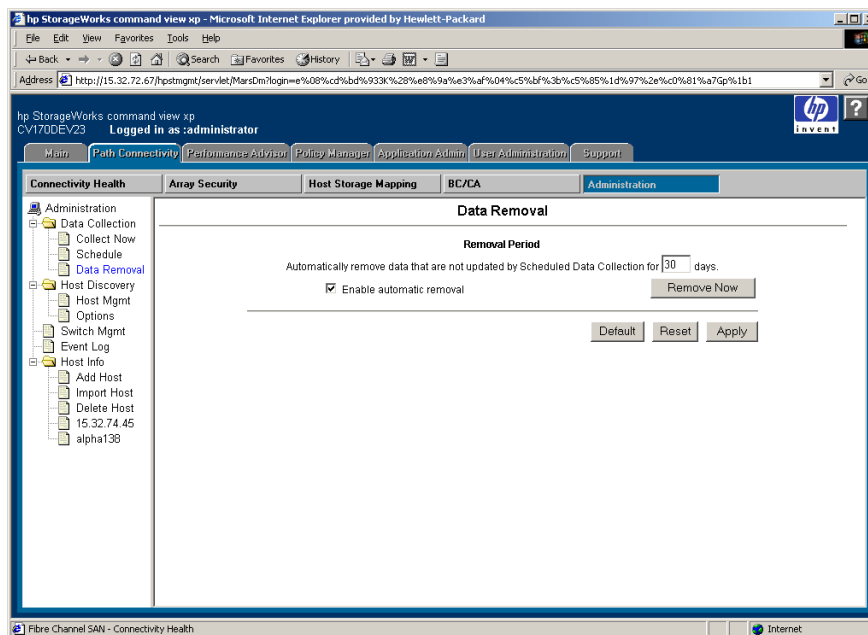 hp StorageWorks command view xp - Microsoft Internet Explorer provided by Hewlett-Packard
File Edit View Favorites Tools Help
Back Search Favorites History
Address http://15.32.72.67/hpstmgmt/servlet/MarsDm?login=e%08%cd%bd%933K%28%e8%9a%e3%af%04%c5%bf%3b%c5%85%1d%97%2e%c0%81%a7Gp%1b1 Go
hp StorageWorks command view xp
CV170DEV23 Logged in as :administrator
hp
invent
?
Main Path Connectivity Performance Advisor Policy Manager Application Admin User Administration Support
Connectivity Health Array Security Host Storage Mapping BC/CA Administration
Administration
Data Collection
Collect Now
Schedule
Data Removal
Host Discovery
Host Mgmt
Options
Switch Mgmt
Event Log
Host Info
Add Host
Import Host
Delete Host
15.32.74.45
alpha138
Data Removal
Removal Period
Automatically remove data that are not updated by Scheduled Data Collection for 30 days.
Enable automatic removal Remove Now
Default Reset Apply
Fibre Channel SAN - Connectivity Health Internet